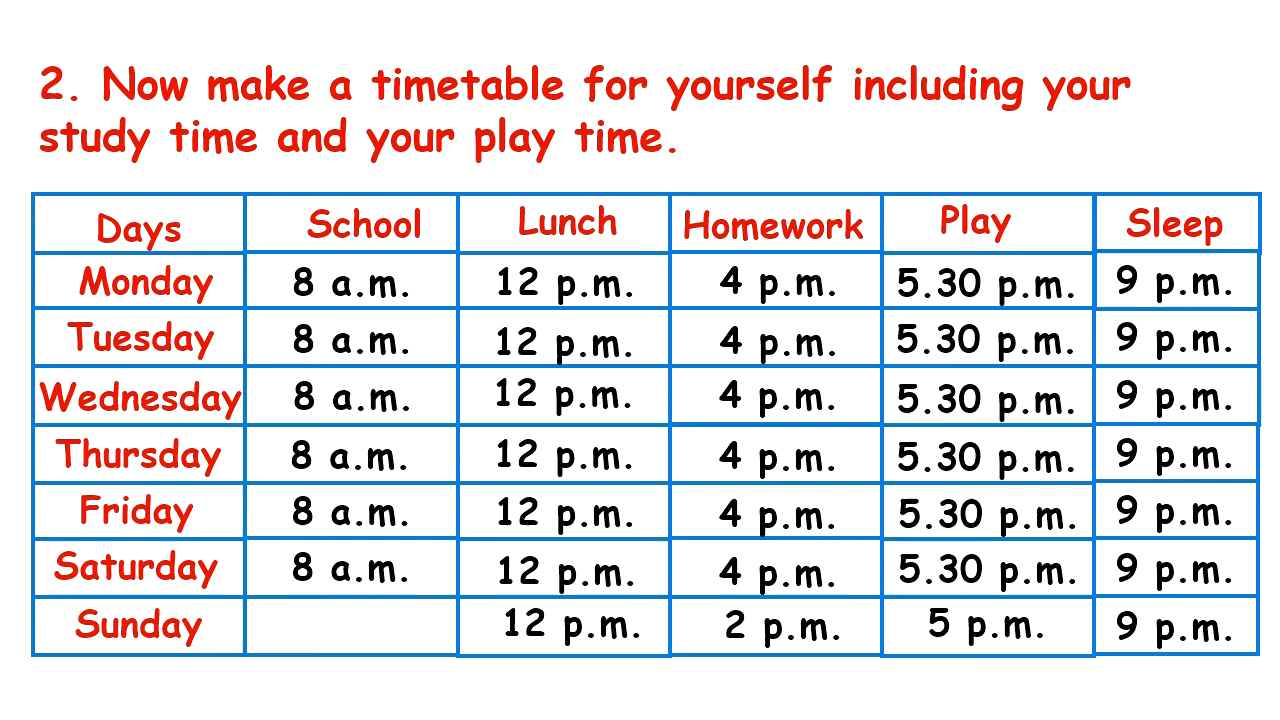 2. Now make a timetable for yourself including your
study time and your play time.
Days School Lunch Homework Play Sleep
Monday 8 a.m. 12 p.m. 4 p.m. 5.30 p.m. 9 p.m.
Tuesday 8 a.m. 12 p.m. 4 p.m. 5.30 p.m. 9 p.m.
Wednesday 8 a.m. 12 p.m. 4 p.m. 5.30 p.m. 9 p.m.
Thursday 8 a.m. 12 p.m. 4 p.m. 5.30 p.m. 9 p.m.
Friday 8 a.m. 12 p.m. 4 p.m. 5.30 p.m. 9 p.m.
Saturday 8 a.m. 12 p.m. 4 p.m. 5.30 p.m. 9 p.m.
Sunday 12 p.m. 2 p.m. 5 p.m. 9 p.m.